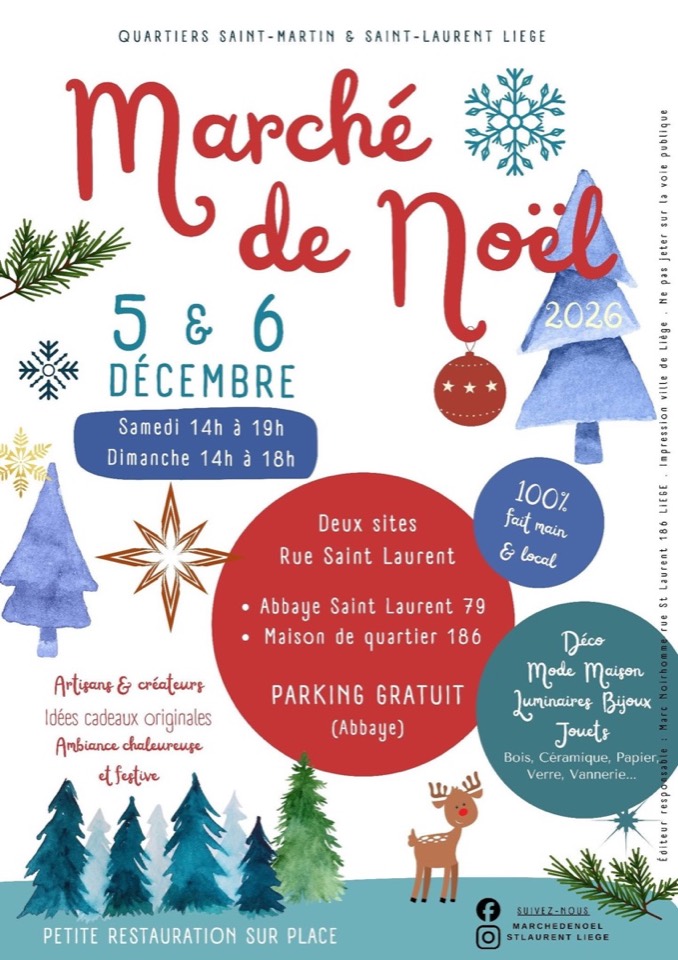 QUARTIERS SAINT-MARTIN & SAINT-LAURENT LIEGE
Marché
de Noël
2026
5 & 6
DÉCEMBRE
Samedi 14h à 19h
Dimanche 14h à 18h
100%
fait main
& local
Deux sites
Rue Saint Laurent
• Abbaye Saint Laurent 79
• Maison de quartier 186
PARKING GRATUIT
(Abbaye)
Déco
Mode Maison
Luminaires Bijoux
Jouets
Bois, Céramique, Papier,
Verre, Vannerie...
Artisans & créateurs
Idées cadeaux originales
Ambiance chaleureuse
et festive
PETITE RESTAURATION SUR PLACE
SUIVEZ-NOUS
MARCHEDENOEL
STLAURENT LIEGE
Éditeur responsable : Marc Noirhomme rue St Laurent 186 LIEGE . Impression ville de Liège . Ne pas jeter sur la voie publique